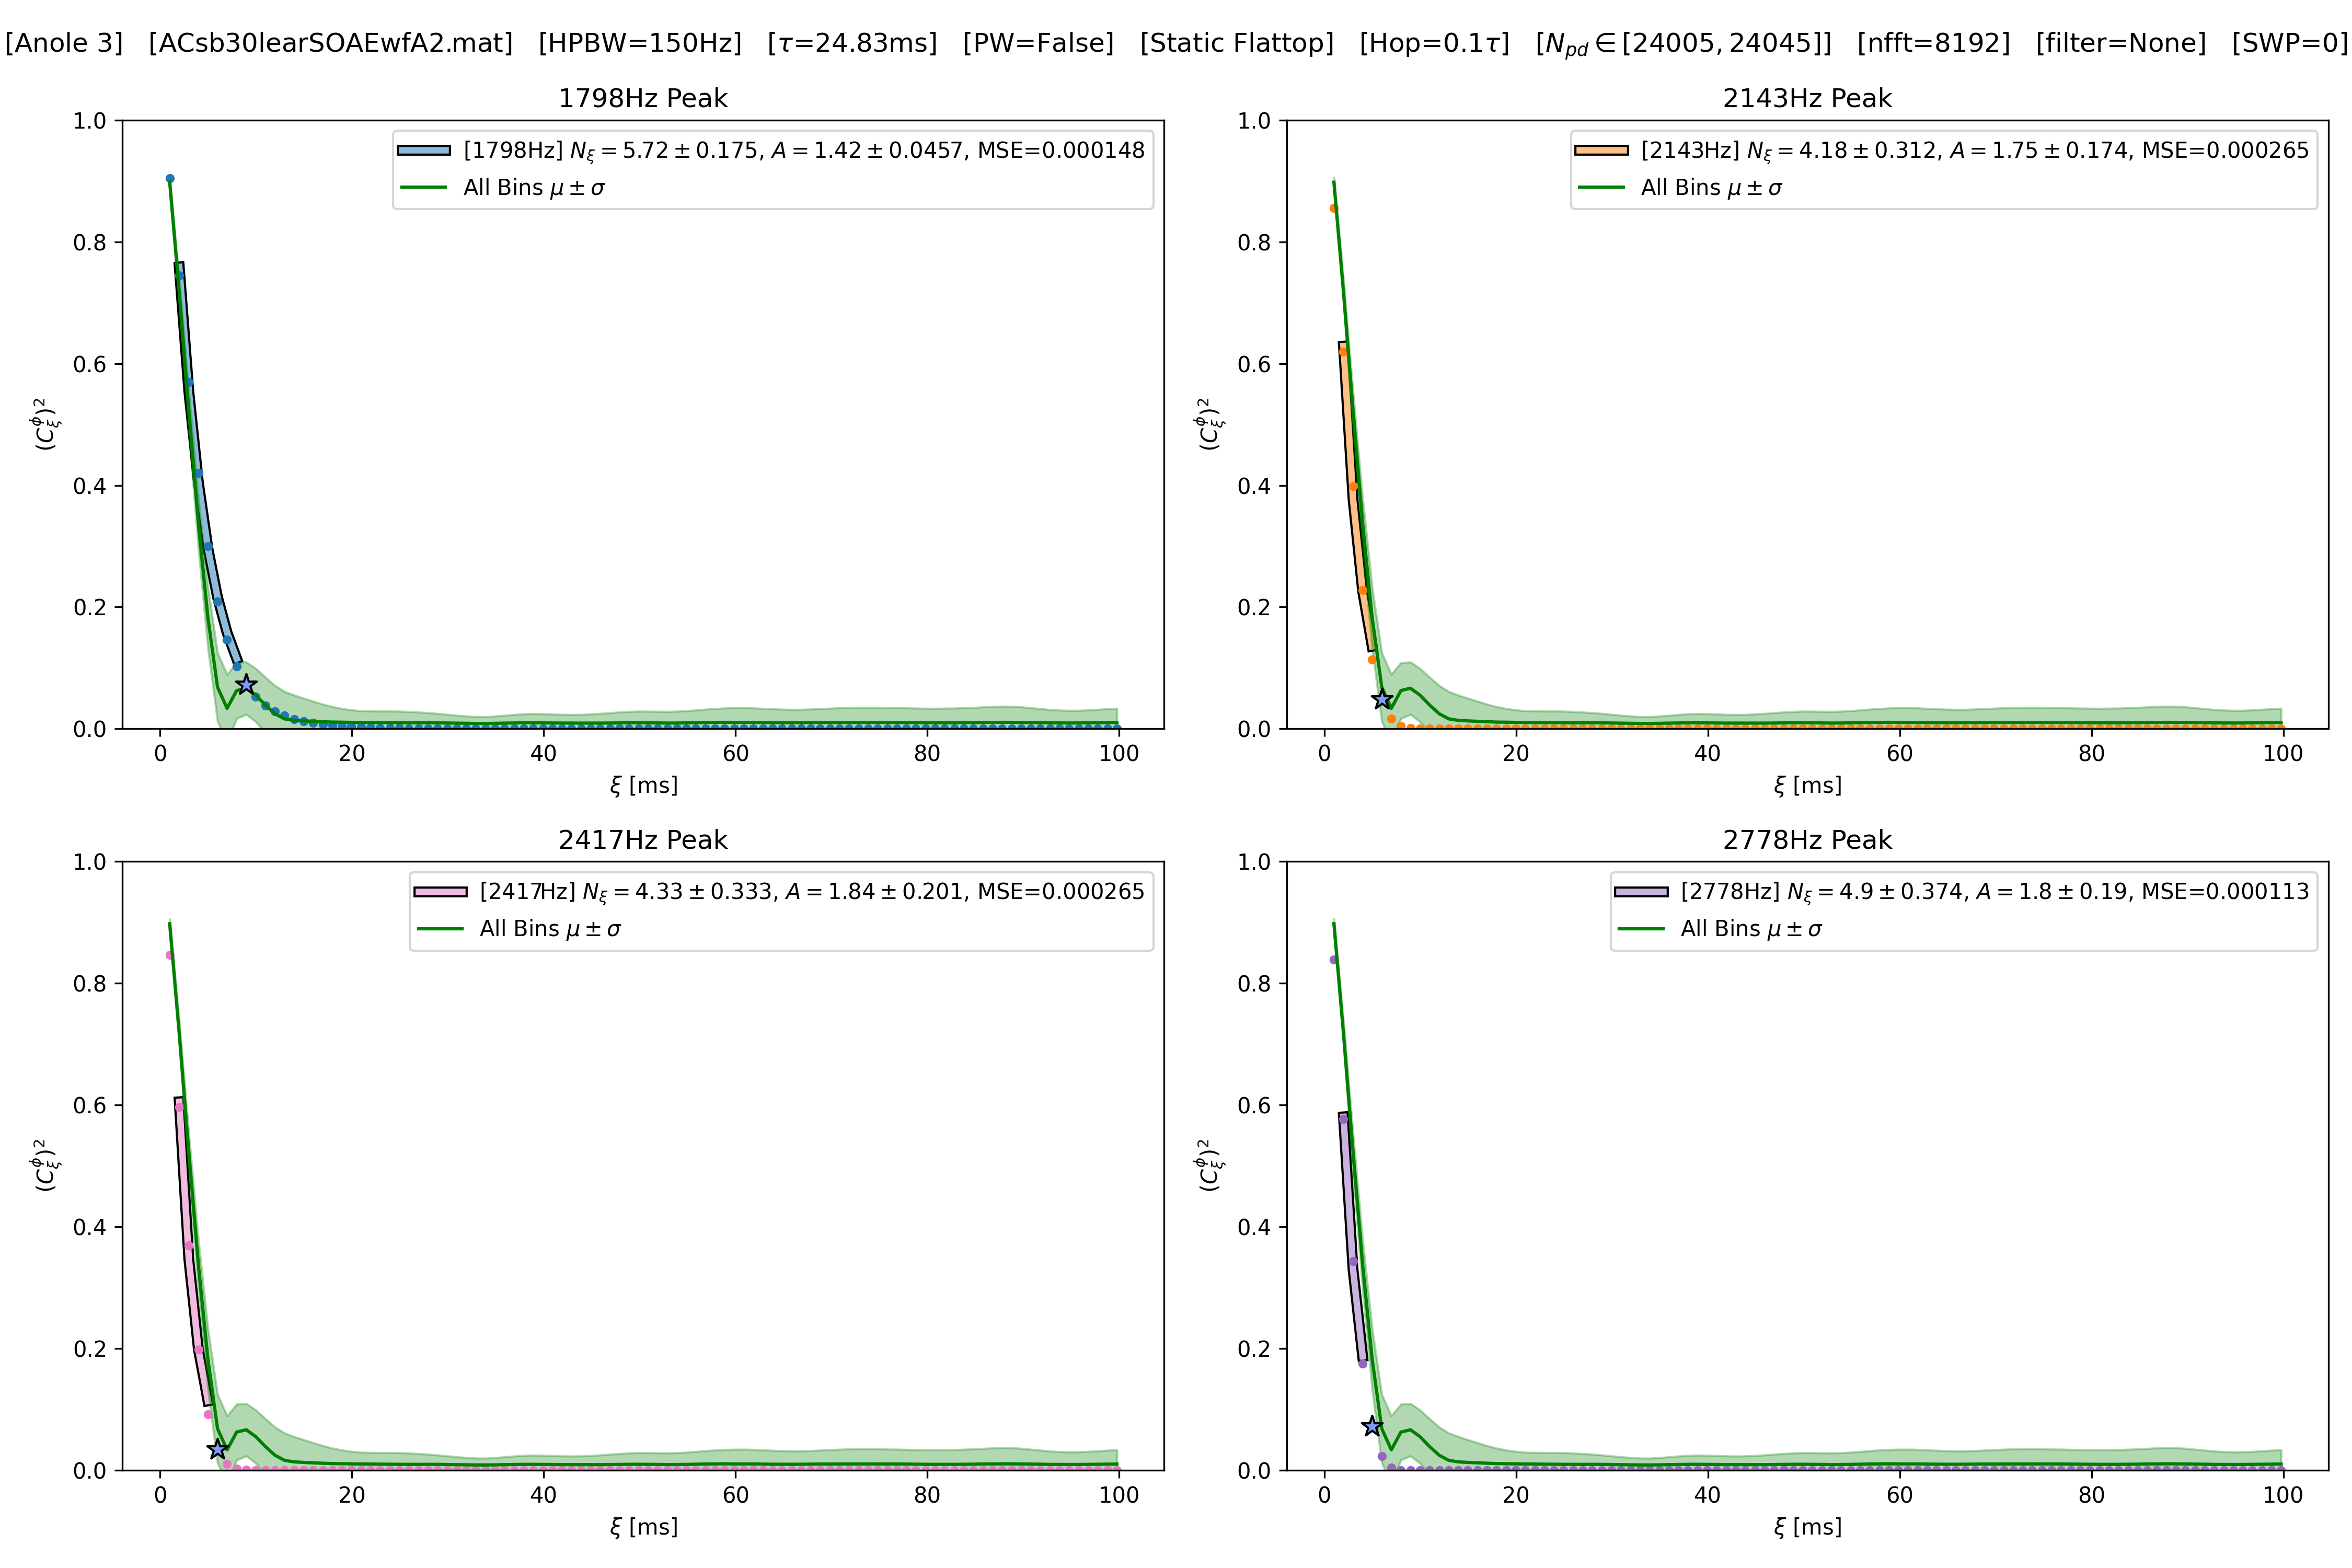 [Anole 3] [ACsb30learSOAEwfA2.mat] [HPBW=150Hz] [τ=24.83ms] [PW=False] [Static Flattop] [Hop=0.1τ] [N_pd ∈ [24005, 24045]] [nfft=8192] [filter=None] [SWP=0]
1798Hz Peak
[1798Hz] N_ξ = 5.72 ± 0.175, A = 1.42 ± 0.0457, MSE=0.000148
All Bins μ ± σ
1.0
0.8
0.6
0.4
0.2
0.0
(C_ξ^ϕ)²
0 20 40 60 80 100
ξ [ms]
2143Hz Peak
[2143Hz] N_ξ = 4.18 ± 0.312, A = 1.75 ± 0.174, MSE=0.000265
All Bins μ ± σ
1.0
0.8
0.6
0.4
0.2
0.0
(C_ξ^ϕ)²
0 20 40 60 80 100
ξ [ms]
2417Hz Peak
[2417Hz] N_ξ = 4.33 ± 0.333, A = 1.84 ± 0.201, MSE=0.000265
All Bins μ ± σ
1.0
0.8
0.6
0.4
0.2
0.0
(C_ξ^ϕ)²
0 20 40 60 80 100
ξ [ms]
2778Hz Peak
[2778Hz] N_ξ = 4.9 ± 0.374, A = 1.8 ± 0.19, MSE=0.000113
All Bins μ ± σ
1.0
0.8
0.6
0.4
0.2
0.0
(C_ξ^ϕ)²
0 20 40 60 80 100
ξ [ms]